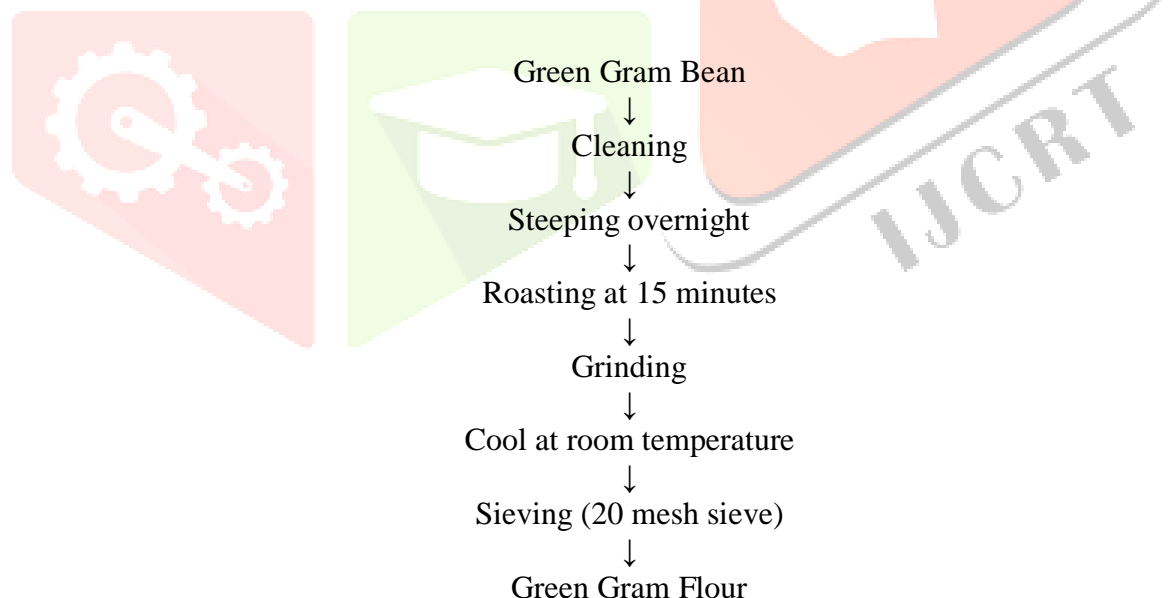 Green Gram Bean
↓
Cleaning
↓
Steeping overnight
↓
Roasting at 15 minutes
↓
Grinding
↓
Cool at room temperature
↓
Sieving (20 mesh sieve)
↓
Green Gram Flour
IJCRT